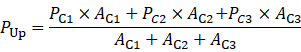 P_Up = (P_C1 × A_C1 + P_C2 × A_C2 + P_C3 × A_C3) / (A_C1 + A_C2 + A_C3)